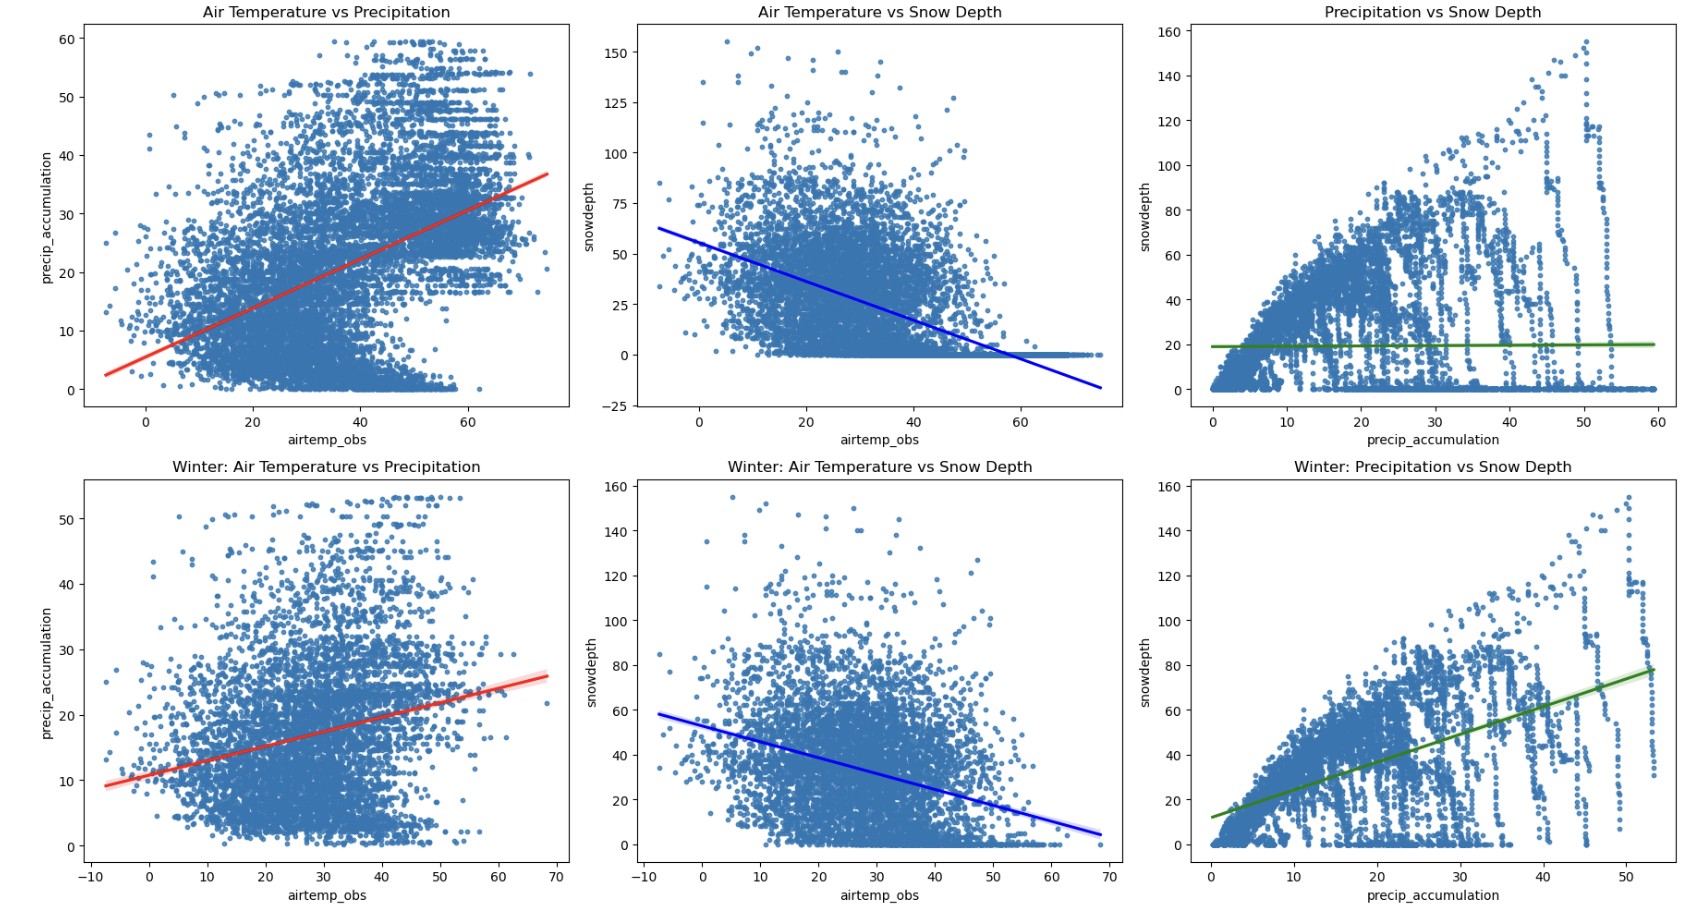 Air Temperature vs Precipitation
60
50
40
30
20
10
0
precip_accumulation
0 20 40 60
airtemp_obs
Air Temperature vs Snow Depth
150
125
100
75
50
25
0
−25
snowdepth
0 20 40 60
airtemp_obs
Precipitation vs Snow Depth
160
140
120
100
80
60
40
20
0
snowdepth
0 10 20 30 40 50 60
precip_accumulation
Winter: Air Temperature vs Precipitation
50
40
30
20
10
0
precip_accumulation
−10 0 10 20 30 40 50 60 70
airtemp_obs
Winter: Air Temperature vs Snow Depth
160
140
120
100
80
60
40
20
0
snowdepth
−10 0 10 20 30 40 50 60 70
airtemp_obs
Winter: Precipitation vs Snow Depth
160
140
120
100
80
60
40
20
0
snowdepth
0 10 20 30 40 50
precip_accumulation